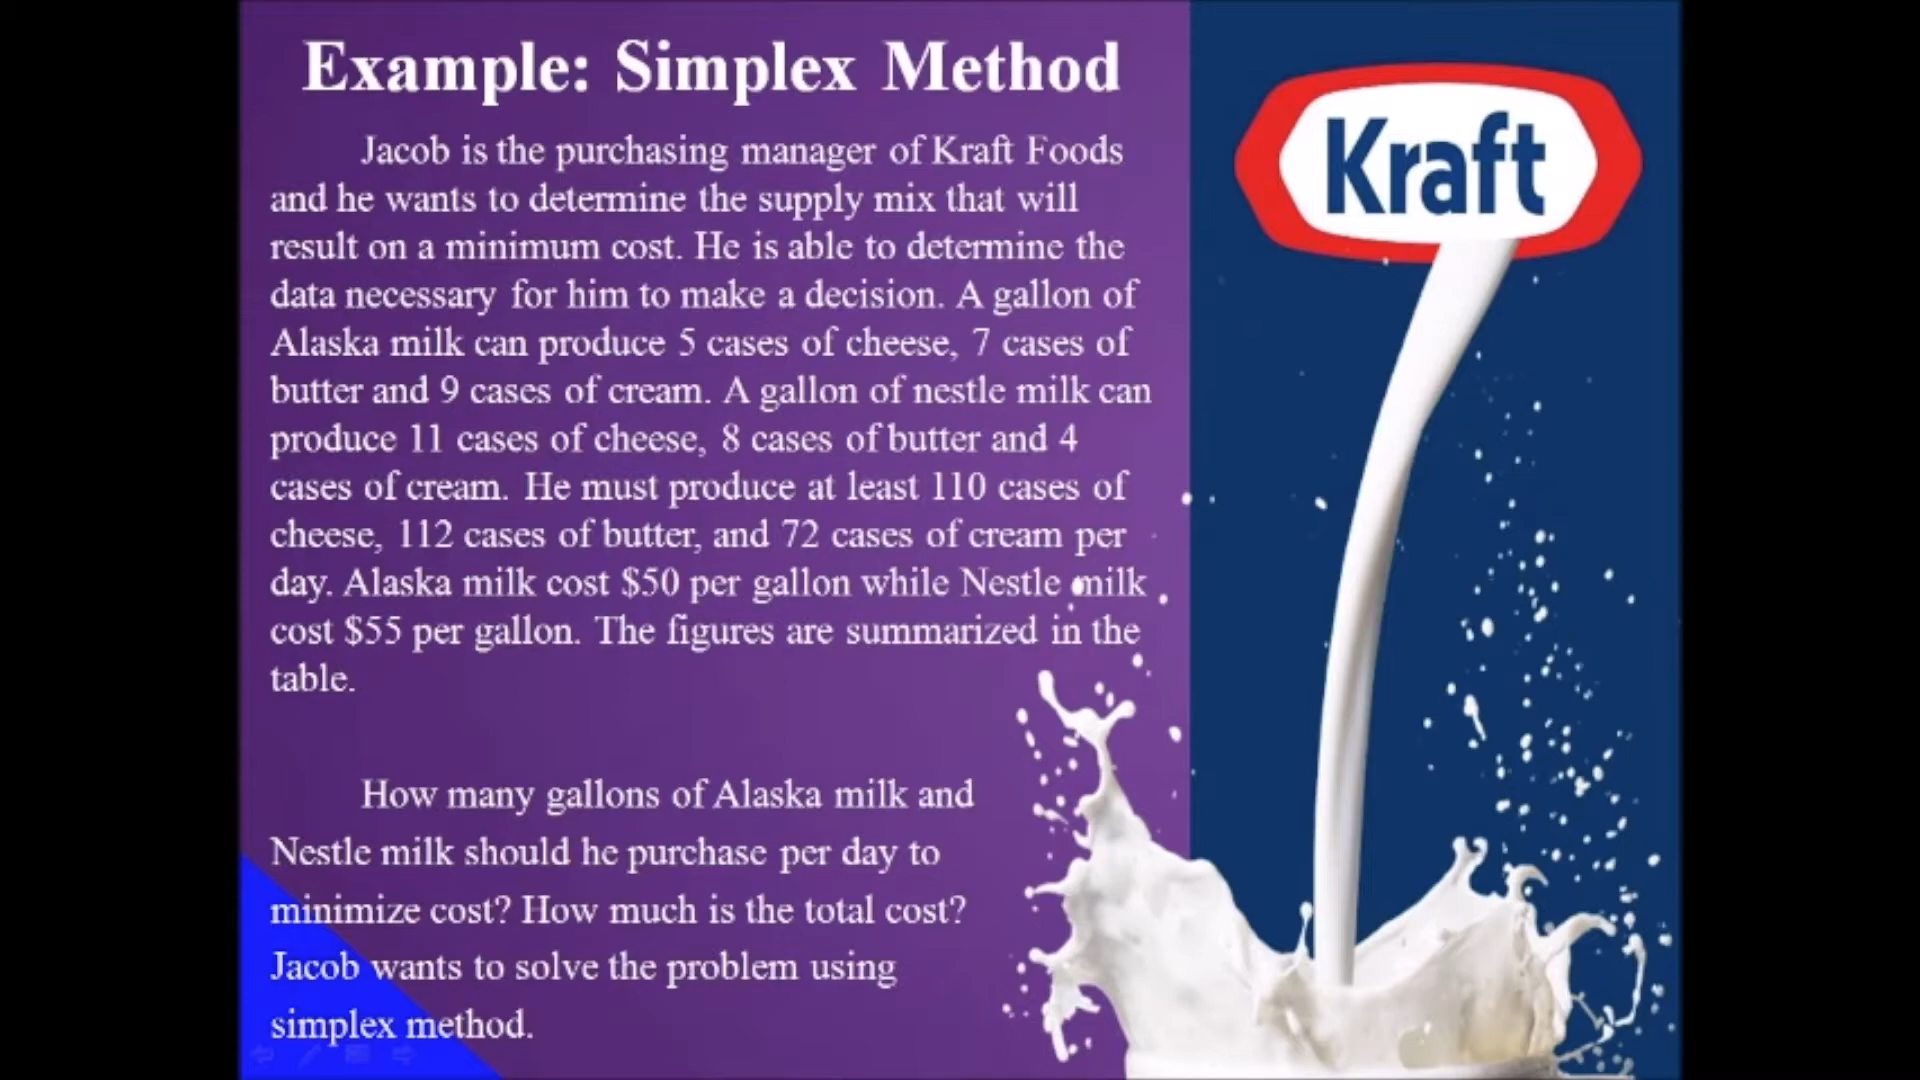 Example: Simplex Method
Kraft
Jacob is the purchasing manager of Kraft Foods
and he wants to determine the supply mix that will
result on a minimum cost. He is able to determine the
data necessary for him to make a decision. A gallon of
Alaska milk can produce 5 cases of cheese, 7 cases of
butter and 9 cases of cream. A gallon of nestle milk can
produce 11 cases of cheese, 8 cases of butter and 4
cases of cream. He must produce at least 110 cases of
cheese, 112 cases of butter, and 72 cases of cream per
day. Alaska milk cost $50 per gallon while Nestle milk
cost $55 per gallon. The figures are summarized in the
table.
How many gallons of Alaska milk and
Nestle milk should he purchase per day to
minimize cost? How much is the total cost?
Jacob wants to solve the problem using
simplex method.